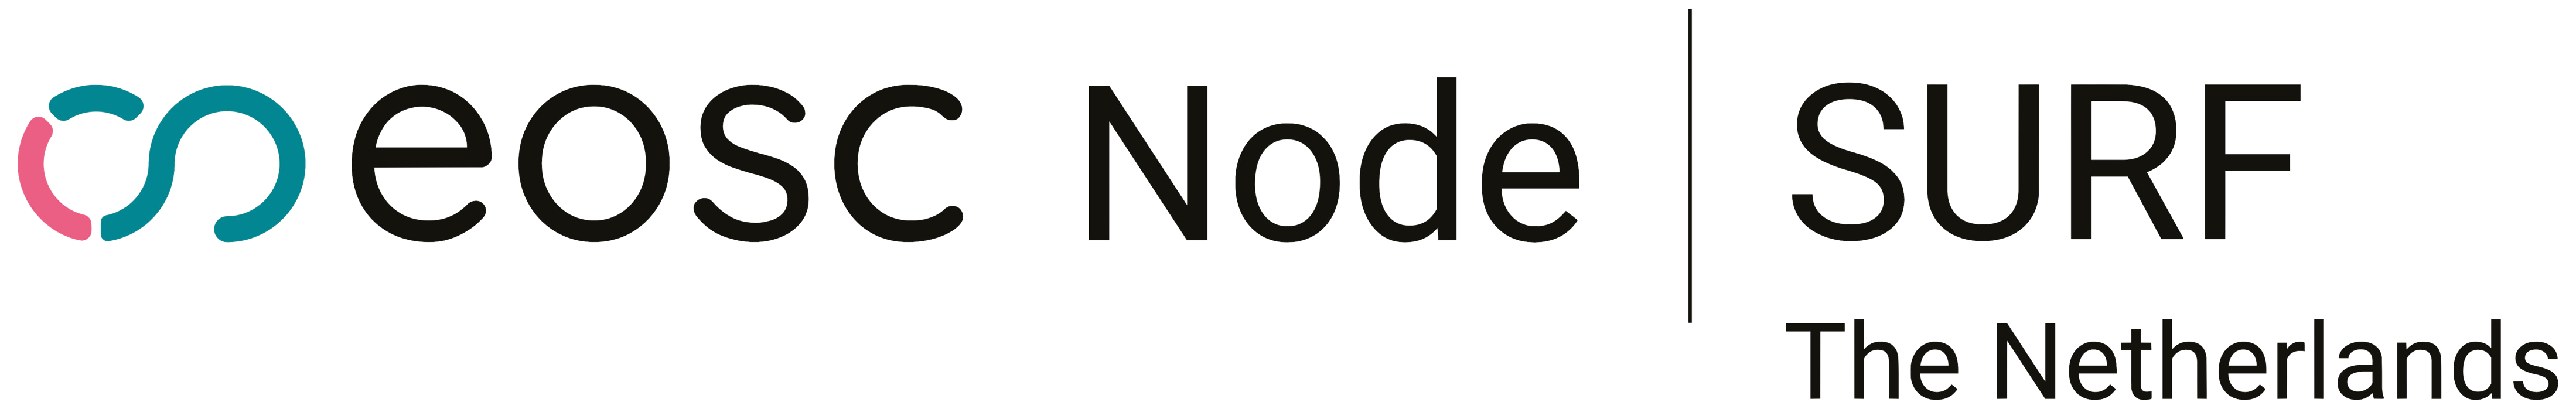 eosc Node | SURF
The Netherlands